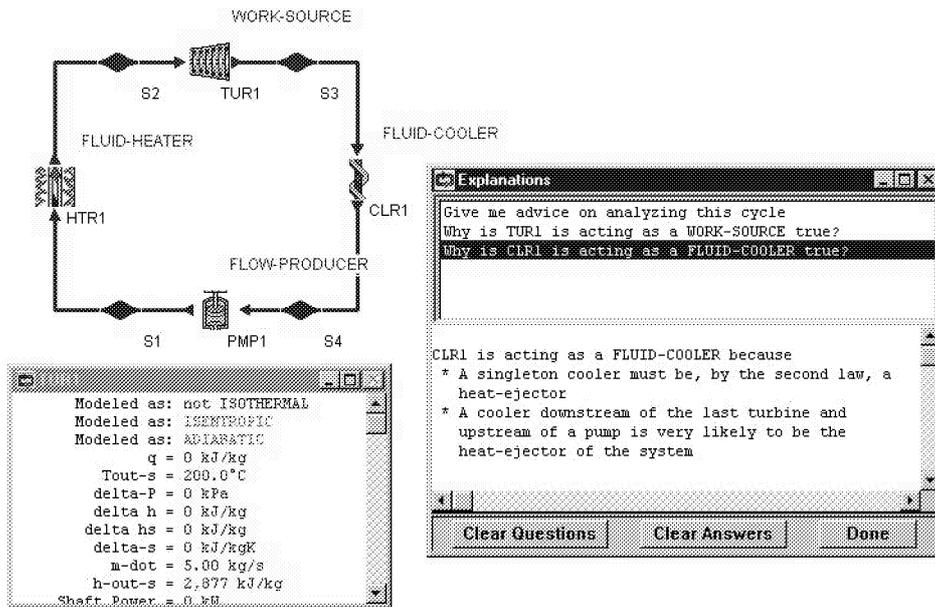 WORK-SOURCE
S2
TUR1
S3
FLUID-HEATER
FLUID-COOLER
HTR1
CLR1
FLOW-PRODUCER
S1
PMP1
S4
Explanations
Give me advice on analyzing this cycle
Why is TUR1 is acting as a WORK-SOURCE true?
Why is CLR1 is acting as a FLUID-COOLER true?
CLR1 is acting as a FLUID-COOLER because
* A singleton cooler must be, by the second law, a
heat-ejector
* A cooler downstream of the last turbine and
upstream of a pump is very likely to be the
heat-ejector of the system
Clear Questions
Clear Answers
Done
TUR1
Modeled as: not ISOTHERMAL
Modeled as: ISENTROPIC
Modeled as: ADIABATIC
q = 0 kJ/kg
Tout-s = 200.0°C
delta-P = 0 kPa
delta h = 0 kJ/kg
delta hs = 0 kJ/kg
delta-s = 0 kJ/kgK
m-dot = 5.00 kg/s
h-out-s = 2,877 kJ/kg
Shaft Power = 0 kW